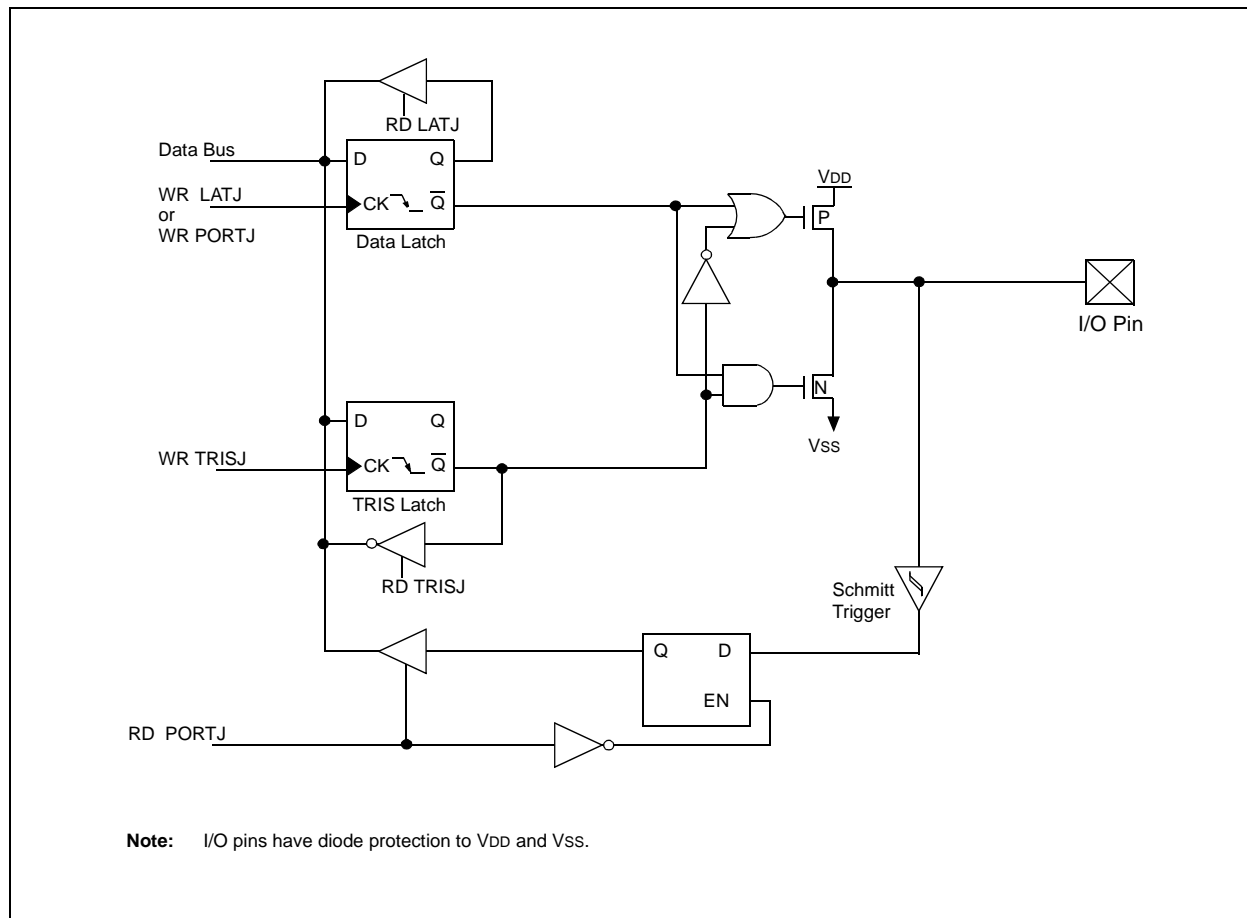 RD LATJ
Data Bus
D Q
WR LATJ
or
WR PORTJ
CK Q̅
Data Latch
VDD
P
I/O Pin
N
VSS
D Q
WR TRISJ
CK Q̅
TRIS Latch
RD TRISJ
Schmitt
Trigger
Q D
EN
RD PORTJ
Note: I/O pins have diode protection to VDD and VSS.